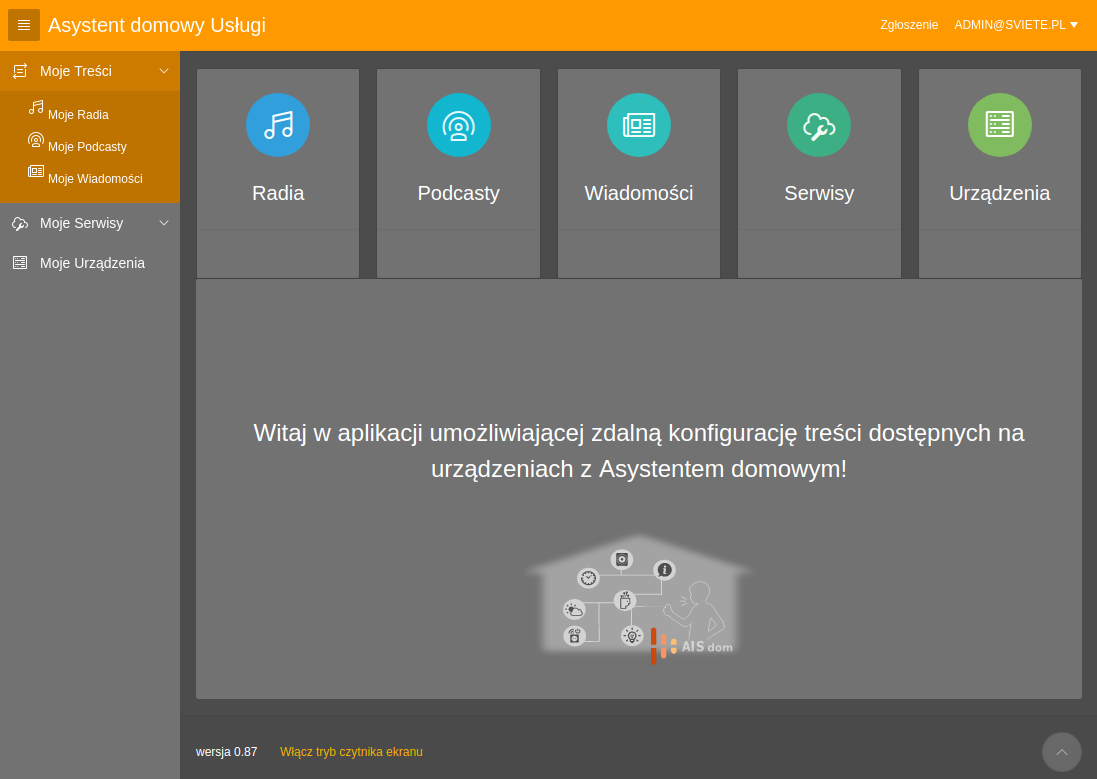 Asystent domowy Usługi
Zgłoszenie
ADMIN@SVIETE.PL
Moje Treści
Moje Radia
Moje Podcasty
Moje Wiadomości
Moje Serwisy
Moje Urządzenia
Radia
Podcasty
Wiadomości
Serwisy
Urządzenia
Witaj w aplikacji umożliwiającej zdalną konfigurację treści dostępnych na
urządzeniach z Asystentem domowym!
AIS dom
wersja 0.87
Włącz tryb czytnika ekranu